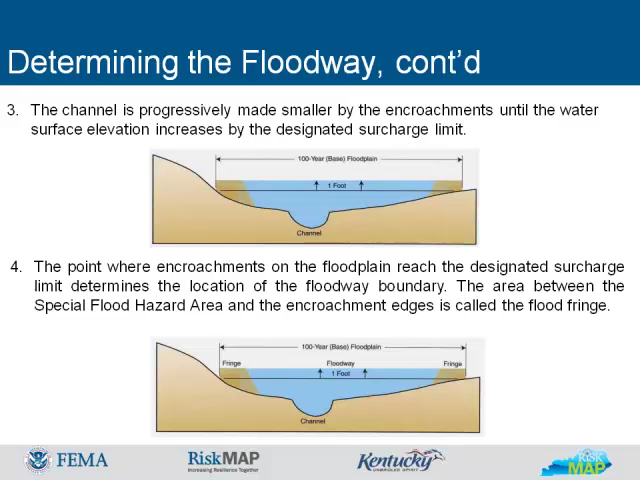 Determining the Floodway, cont'd
3. The channel is progressively made smaller by the encroachments until the water
surface elevation increases by the designated surcharge limit.
100-Year (Base) Floodplain
1 Foot
Channel
4. The point where encroachments on the floodplain reach the designated surcharge
limit determines the location of the floodway boundary. The area between the
Special Flood Hazard Area and the encroachment edges is called the flood fringe.
100-Year (Base) Floodplain
Fringe Floodway Fringe
1 Foot
Channel
FEMA
RiskMAP
Increasing Resilience Together
Kentucky
UNBRIDLED SPIRIT
RISK
MAP